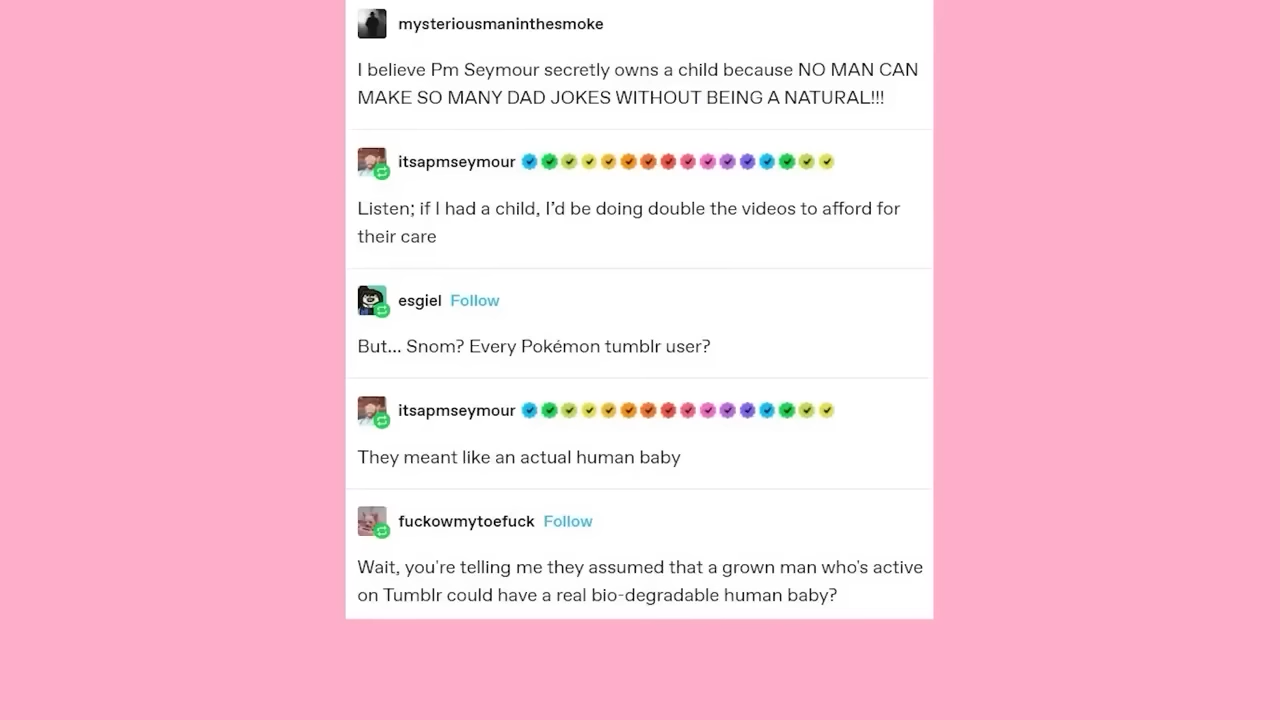 mysteriousmaninthesmoke
I believe Pm Seymour secretly owns a child because NO MAN CAN
MAKE SO MANY DAD JOKES WITHOUT BEING A NATURAL!!!
itsapmseymour
Listen; if I had a child, I’d be doing double the videos to afford for
their care
esgiel Follow
But... Snom? Every Pokémon tumblr user?
itsapmseymour
They meant like an actual human baby
fuckowmytoefuck Follow
Wait, you're telling me they assumed that a grown man who's active
on Tumblr could have a real bio-degradable human baby?